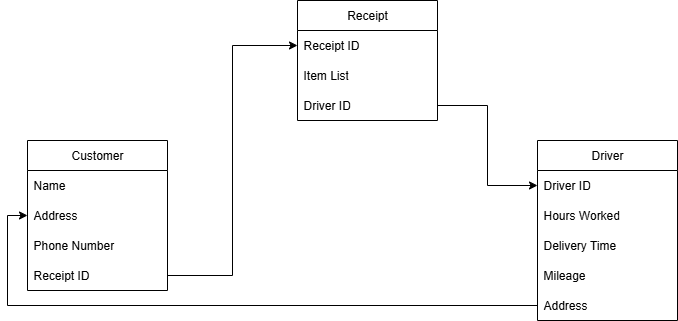 Receipt
Receipt ID
Item List
Driver ID
Customer
Name
Address
Phone Number
Receipt ID
Driver
Driver ID
Hours Worked
Delivery Time
Mileage
Address